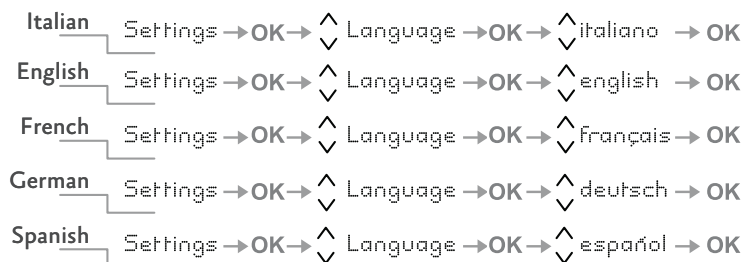 Italian Settings → OK → Language → OK → italiano → OK
English Settings → OK → Language → OK → english → OK
French Settings → OK → Language → OK → français → OK
German Settings → OK → Language → OK → deutsch → OK
Spanish Settings → OK → Language → OK → español → OK